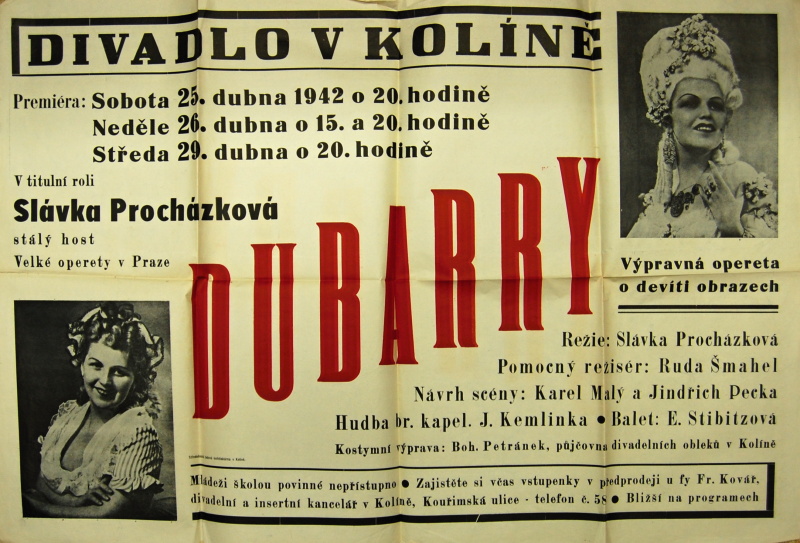 DIVADLO V KOLÍNĚ
Premiéra: Sobota 25. dubna 1942 o 20. hodině
Neděle 26. dubna o 15. a 20. hodině
Středa 29. dubna o 20. hodině
V titulní roli
Slávka Procházková
stálý host
Velké operety v Praze
DUBARRY
Výpravná opereta
o devíti obrazech
Režie: Slávka Procházková
Pomocný režisér: Ruda Šmahel
Návrh scény: Karel Malý a Jindřich Pecka
Hudba br. kapel. J. Kemlinka ● Balet: E. Stibitzová
Kostymní výprava: Boh. Petránek, půjčovna divadelních obleků v Kolíně
Mládeži školou povinné nepřístupno ● Zajistěte si včas vstupenky v předprodeji u fy Fr. Kovář,
divadelní a insertní kancelář v Kolíně, Kouřimská ulice - telefon č. 58 ● Bližší na programech